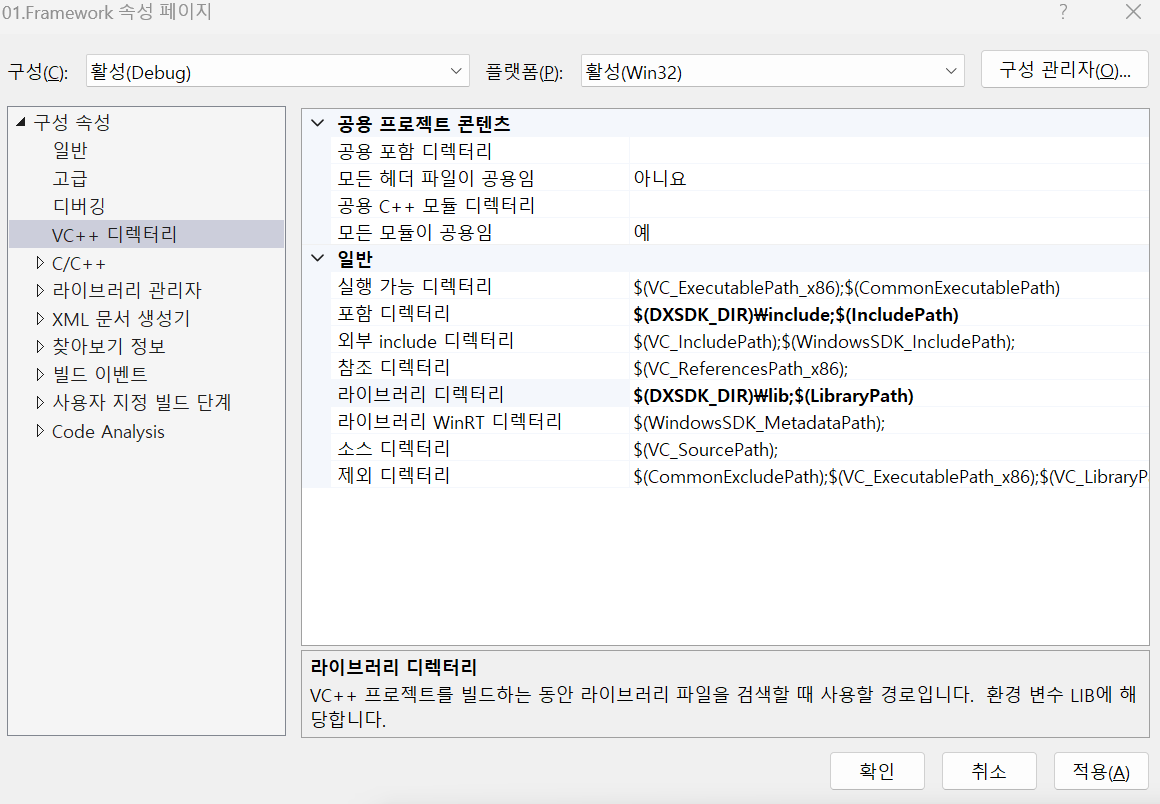 01.Framework 속성 페이지
?
구성(C): 활성(Debug) 플랫폼(P): 활성(Win32) 구성 관리자(O)...
구성 속성
일반
고급
디버깅
VC++ 디렉터리
C/C++
라이브러리 관리자
XML 문서 생성기
찾아보기 정보
빌드 이벤트
사용자 지정 빌드 단계
Code Analysis
공용 프로젝트 콘텐츠
공용 포함 디렉터리
모든 헤더 파일이 공용임 아니요
공용 C++ 모듈 디렉터리
모든 모듈이 공용임 예
일반
실행 가능 디렉터리 $(VC_ExecutablePath_x86);$(CommonExecutablePath)
포함 디렉터리 $(DXSDK_DIR)₩include;$(IncludePath)
외부 include 디렉터리 $(VC_IncludePath);$(WindowsSDK_IncludePath);
참조 디렉터리 $(VC_ReferencesPath_x86);
라이브러리 디렉터리 $(DXSDK_DIR)₩lib;$(LibraryPath)
라이브러리 WinRT 디렉터리 $(WindowsSDK_MetadataPath);
소스 디렉터리 $(VC_SourcePath);
제외 디렉터리 $(CommonExcludePath);$(VC_ExecutablePath_x86);$(VC_LibraryP
라이브러리 디렉터리
VC++ 프로젝트를 빌드하는 동안 라이브러리 파일을 검색할 때 사용할 경로입니다. 환경 변수 LIB에 해
당합니다.
확인 취소 적용(A)